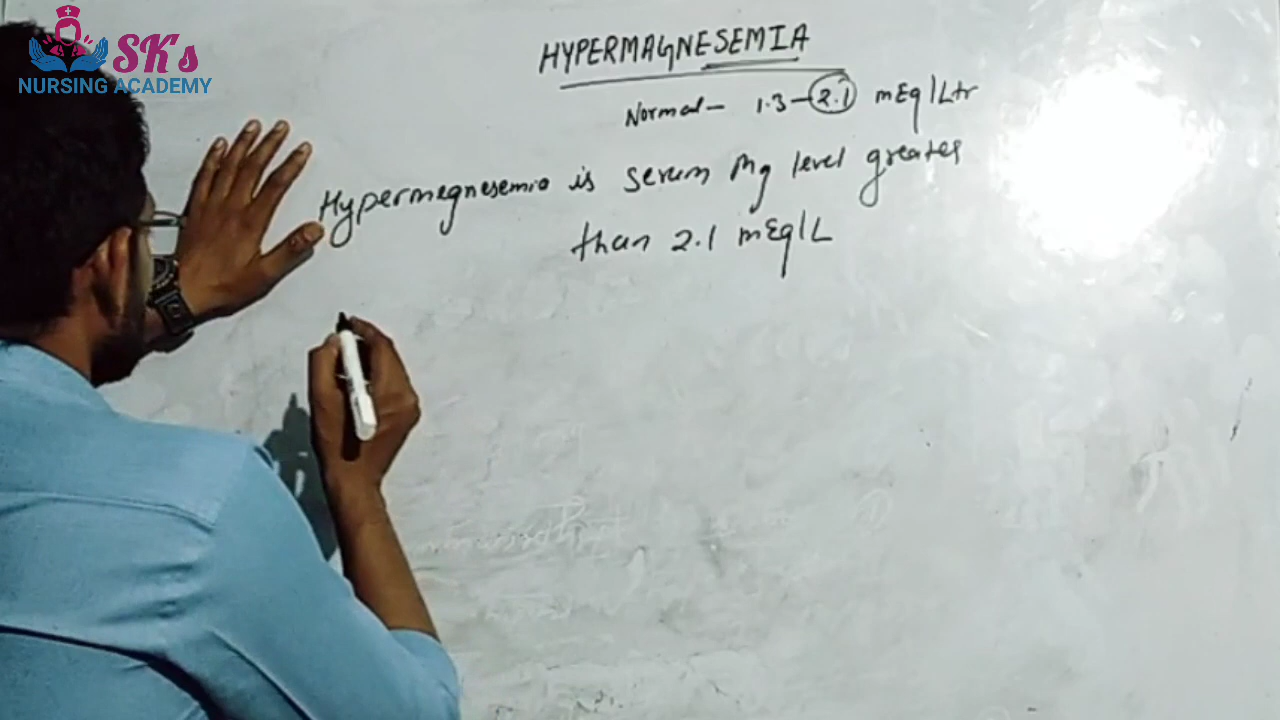 SK's
NURSING ACADEMY
HYPERMAGNESEMIA
Normal - 1.3-2.1 mEq/Ltr
Hypermegnesemia is serum Mg level greater
than 2.1 mEq/L